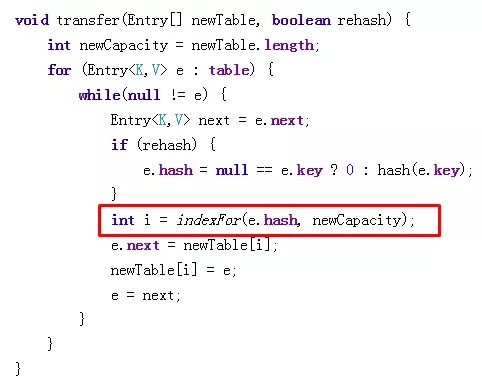 void transfer(Entry[] newTable, boolean rehash) {
    int newCapacity = newTable.length;
    for (Entry<K,V> e : table) {
        while(null != e) {
            Entry<K,V> next = e.next;
            if (rehash) {
                e.hash = null == e.key ? 0 : hash(e.key);
            }
            int i = indexFor(e.hash, newCapacity);
            e.next = newTable[i];
            newTable[i] = e;
            e = next;
        }
    }
}